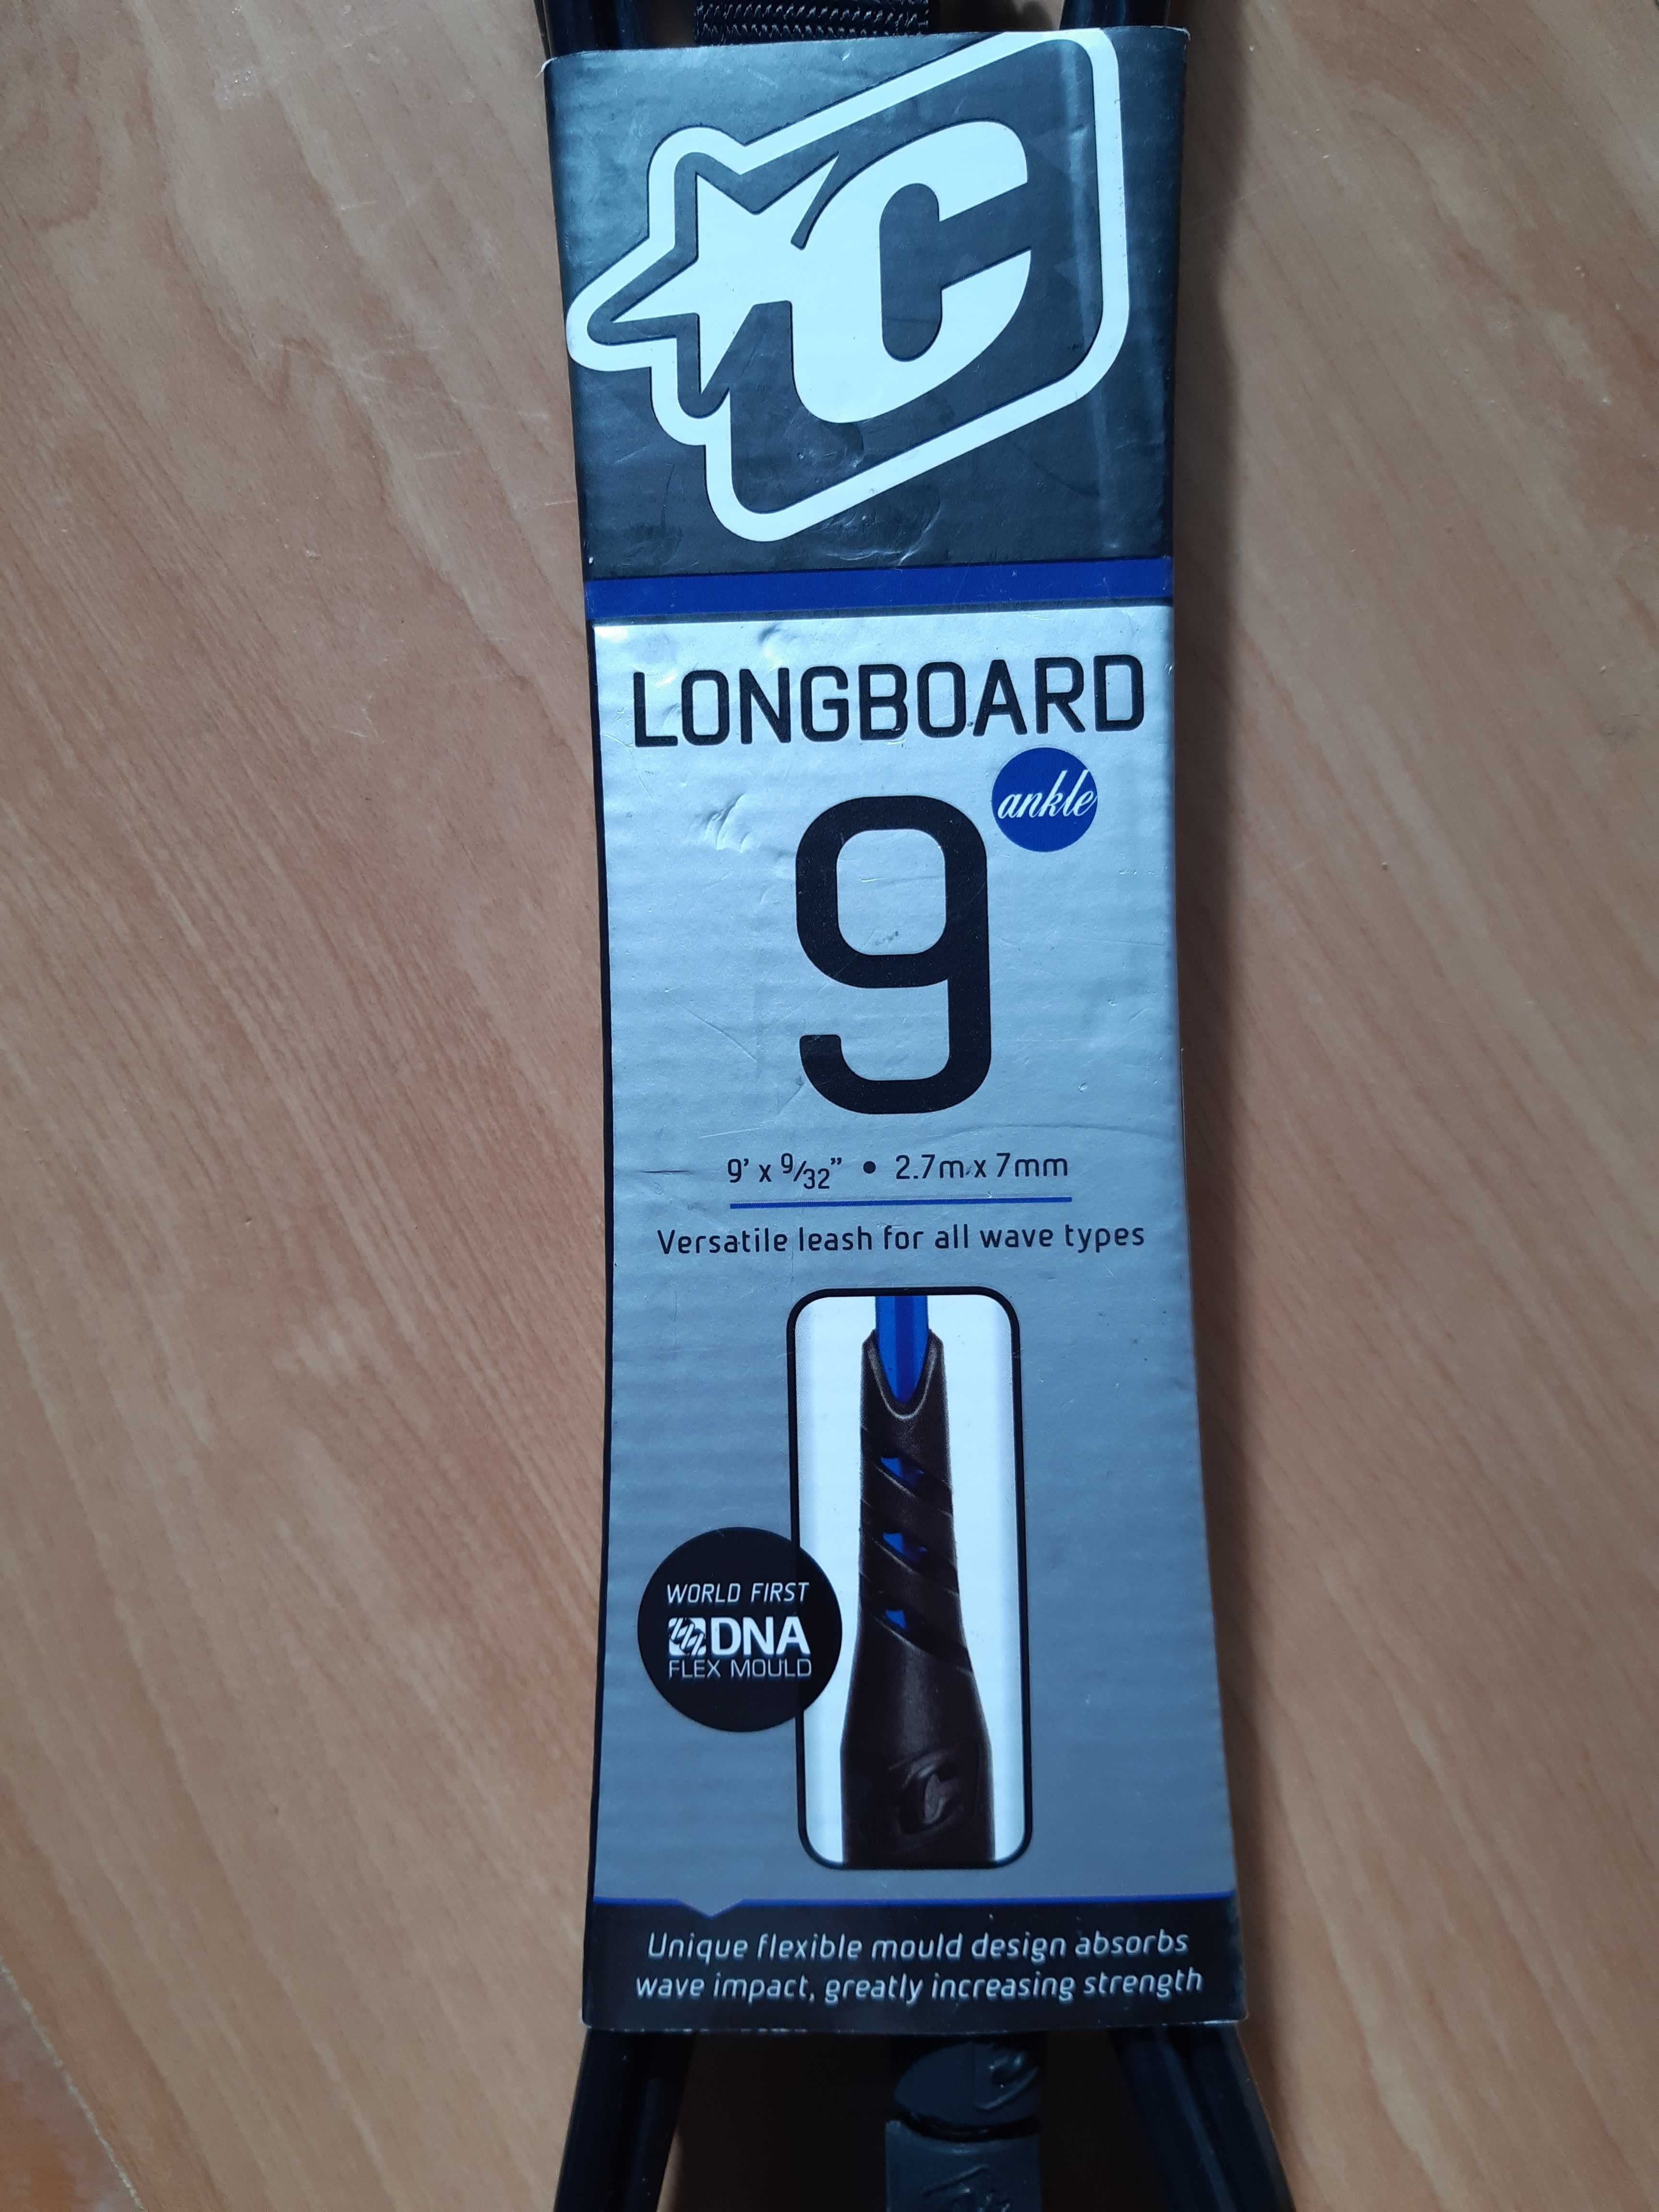 C
LONGBOARD
ankle
9
9' x 9/32" • 2.7m x 7mm
Versatile leash for all wave types
WORLD FIRST
DNA
FLEX MOULD
Unique flexible mould design absorbs
wave impact, greatly increasing strength